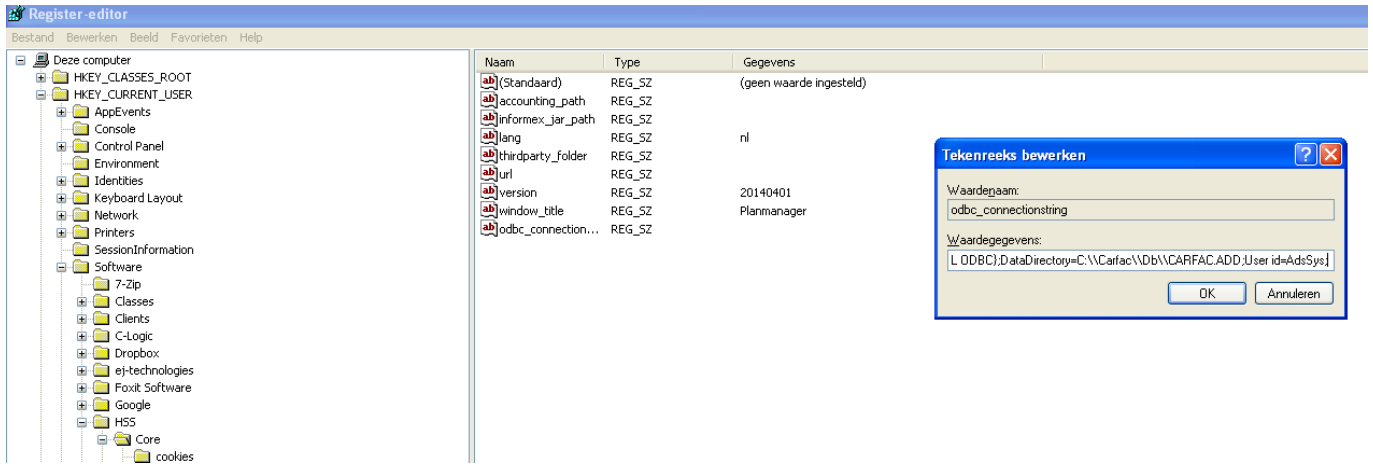 Register-editor
Bestand Bewerken Beeld Favorieten Help
Deze computer
HKEY_CLASSES_ROOT
HKEY_CURRENT_USER
AppEvents
Console
Control Panel
Environment
Identities
Keyboard Layout
Network
Printers
SessionInformation
Software
7-Zip
Classes
Clients
C-Logic
Dropbox
ej-technologies
Foxit Software
Google
HSS
Core
cookies
Naam Type Gegevens
(Standaard) REG_SZ (geen waarde ingesteld)
accounting_path REG_SZ
informex_jar_path REG_SZ
lang REG_SZ nl
thirdparty_folder REG_SZ
url REG_SZ
version REG_SZ 20140401
window_title REG_SZ Planmanager
odbc_connection... REG_SZ
Tekenreeks bewerken
Waardenaam:
odbc_connectionstring
Waardegegevens:
L ODBC};DataDirectory=C:\\Carfac\\Db\\CARFAC.ADD;User id=AdsSys;
OK Annuleren